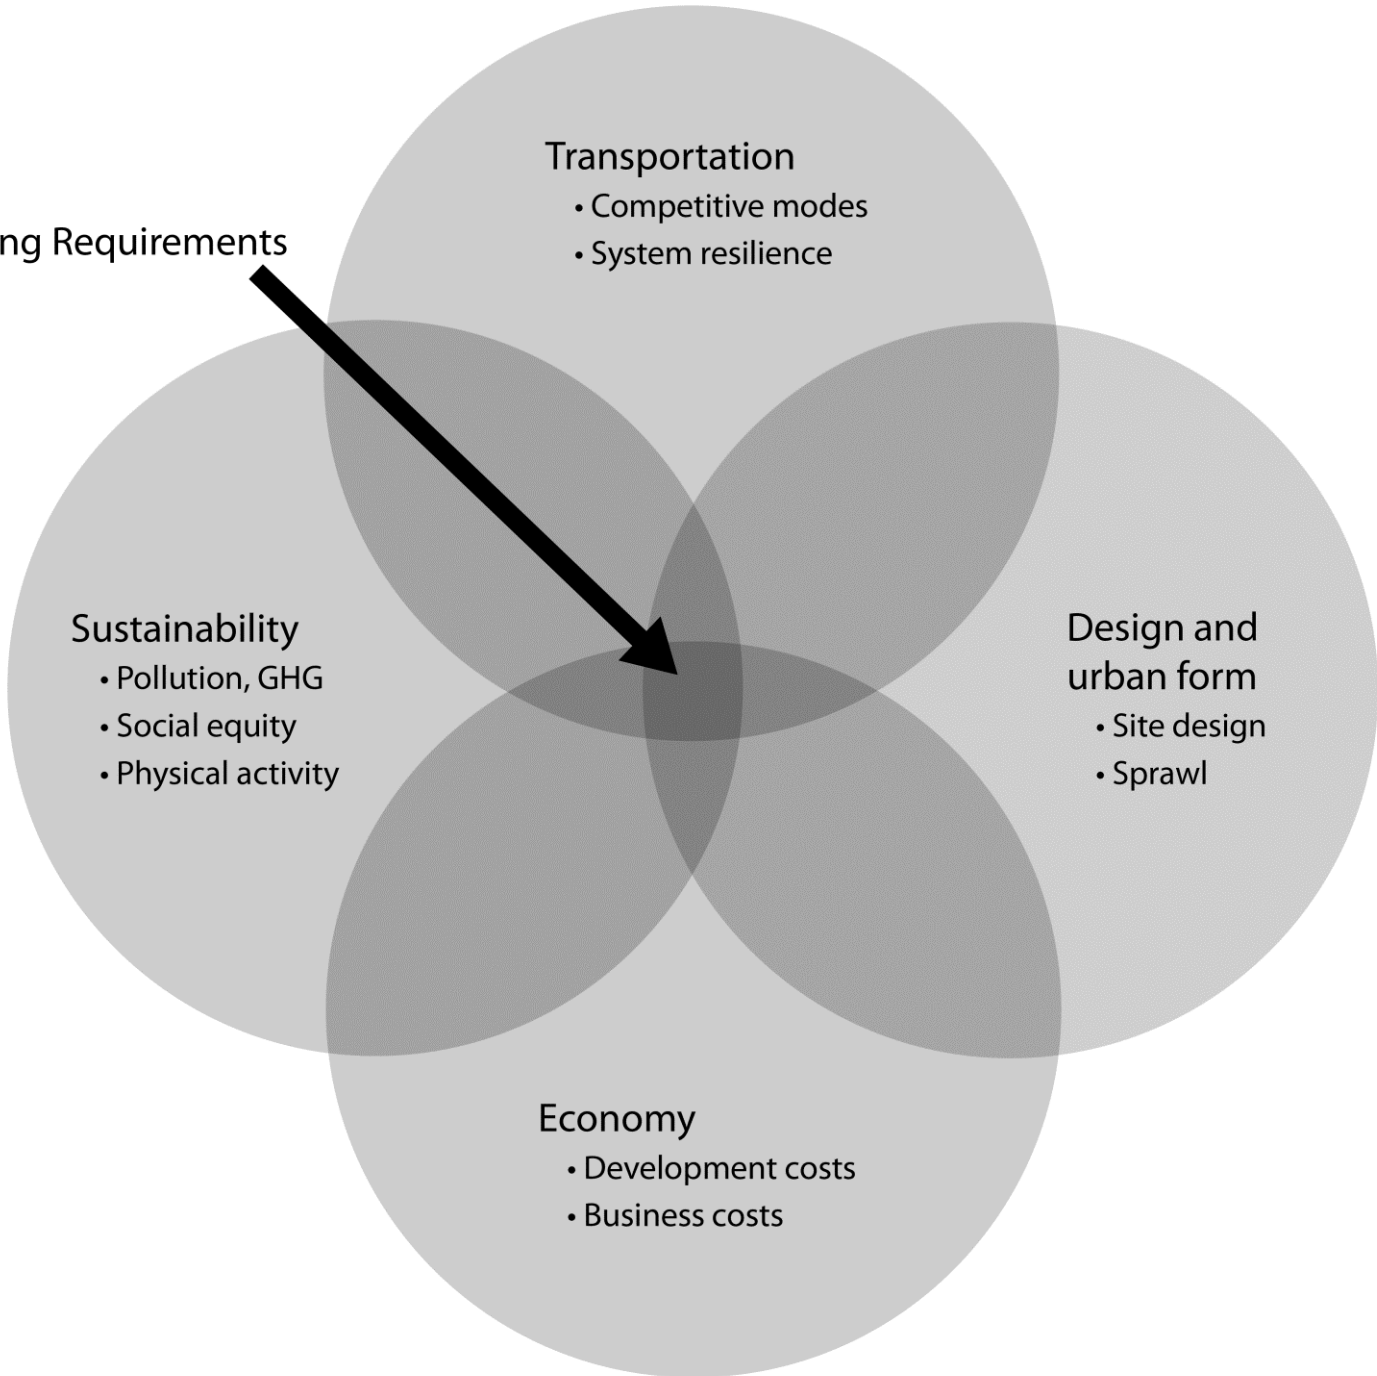 Transportation
• Competitive modes
• System resilience
ng Requirements
Sustainability
• Pollution, GHG
• Social equity
• Physical activity
Design and
urban form
• Site design
• Sprawl
Economy
• Development costs
• Business costs